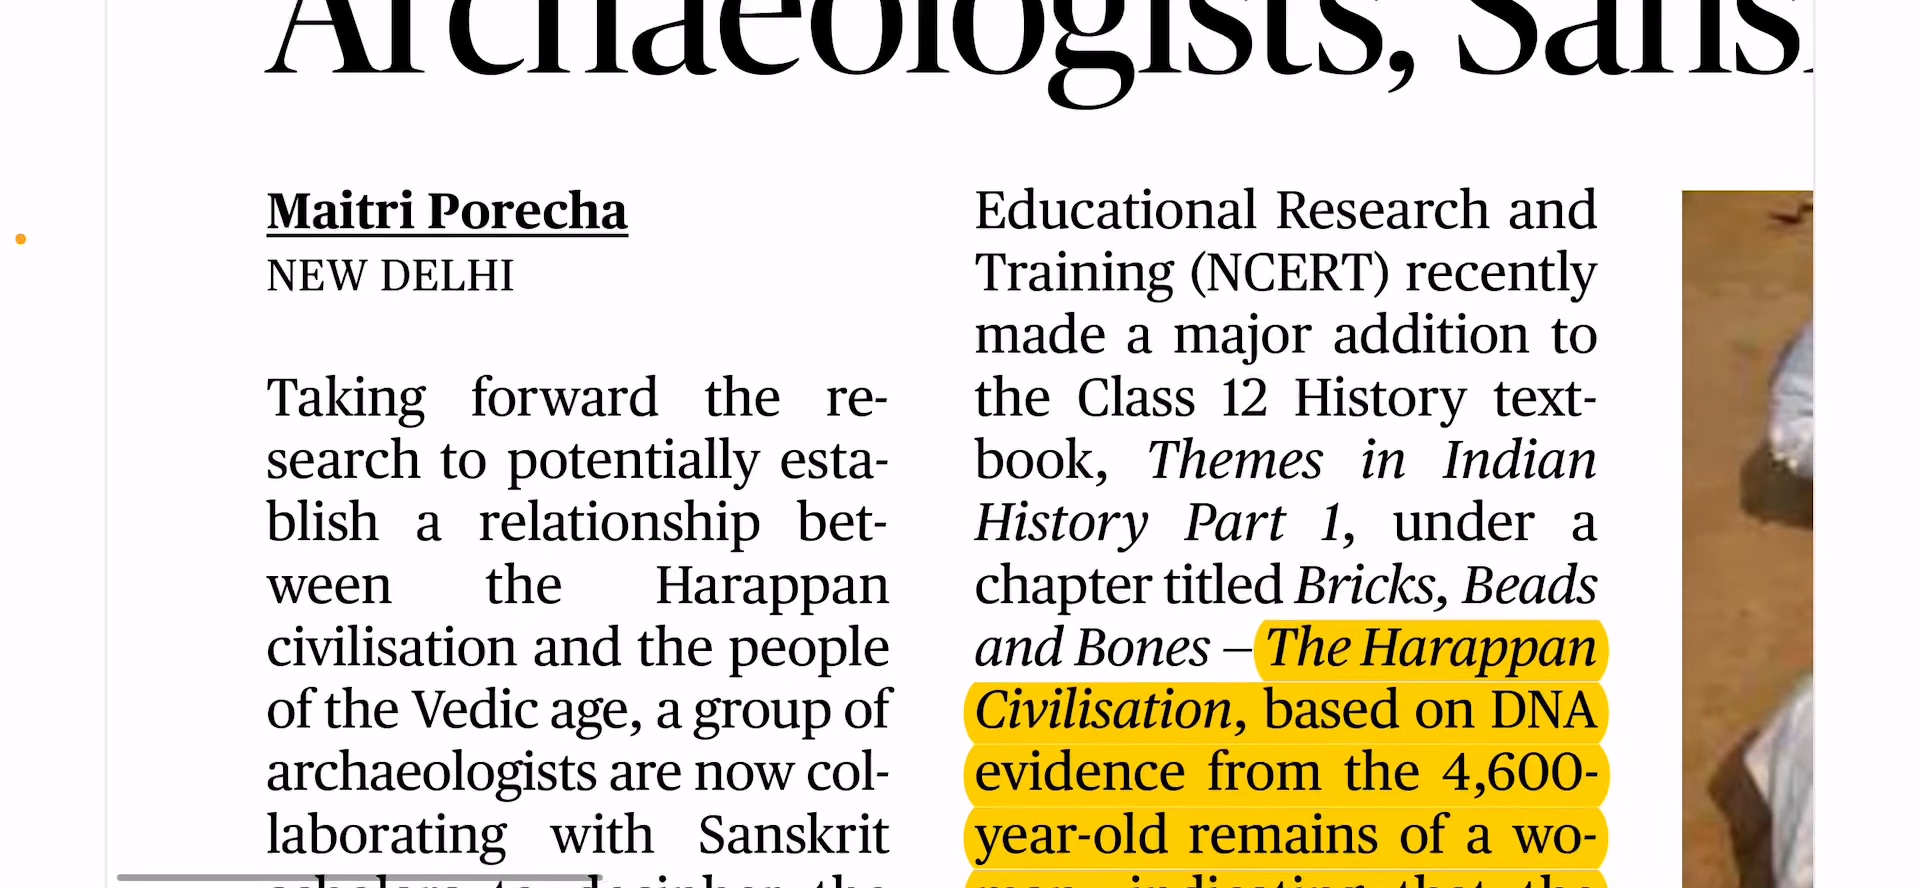 Archaeologists,
Maitri Porecha
NEW DELHI
Taking forward the re-
search to potentially esta-
blish a relationship bet-
ween the Harappan
civilisation and the people
of the Vedic age, a group of
archaeologists are now col-
laborating with Sanskrit
Educational Research and
Training (NCERT) recently
made a major addition to
the Class 12 History text-
book, Themes in Indian
History Part 1, under a
chapter titled Bricks, Beads
and Bones – The Harappan
Civilisation, based on DNA
evidence from the 4,600-
year-old remains of a wo-